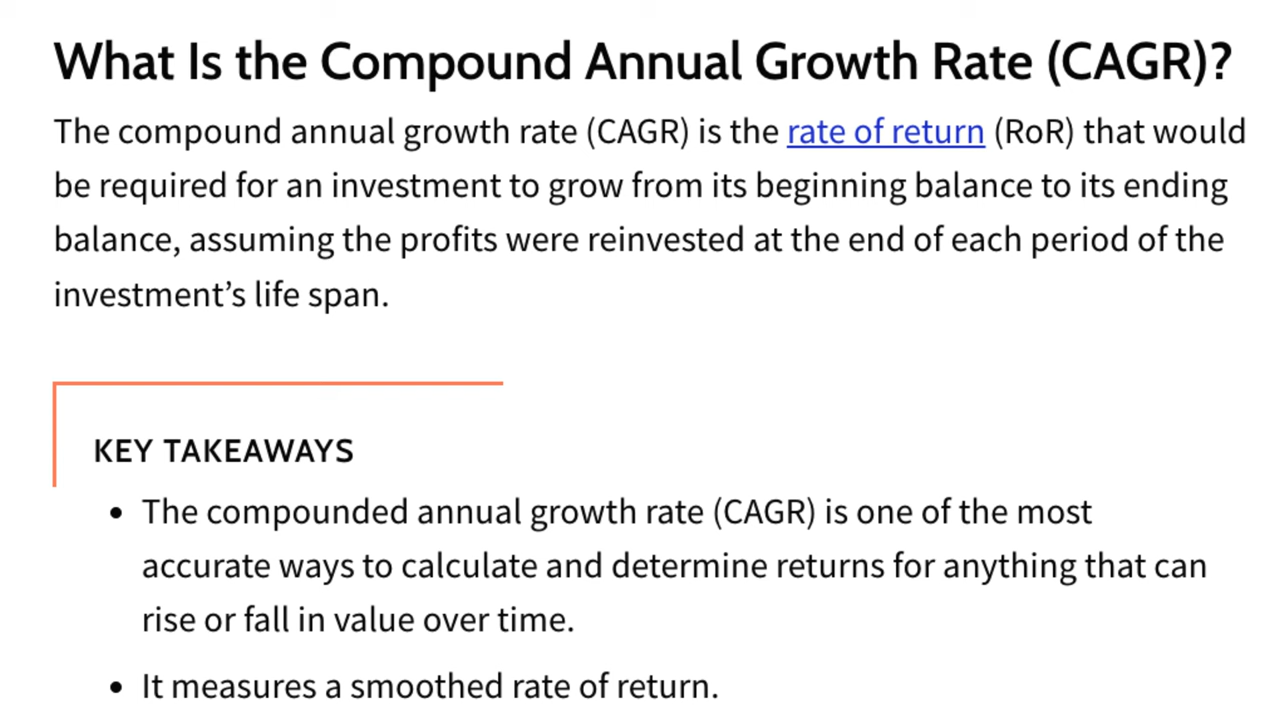 What Is the Compound Annual Growth Rate (CAGR)?
The compound annual growth rate (CAGR) is the rate of return (RoR) that would
be required for an investment to grow from its beginning balance to its ending
balance, assuming the profits were reinvested at the end of each period of the
investment’s life span.
KEY TAKEAWAYS
• The compounded annual growth rate (CAGR) is one of the most
accurate ways to calculate and determine returns for anything that can
rise or fall in value over time.
• It measures a smoothed rate of return.